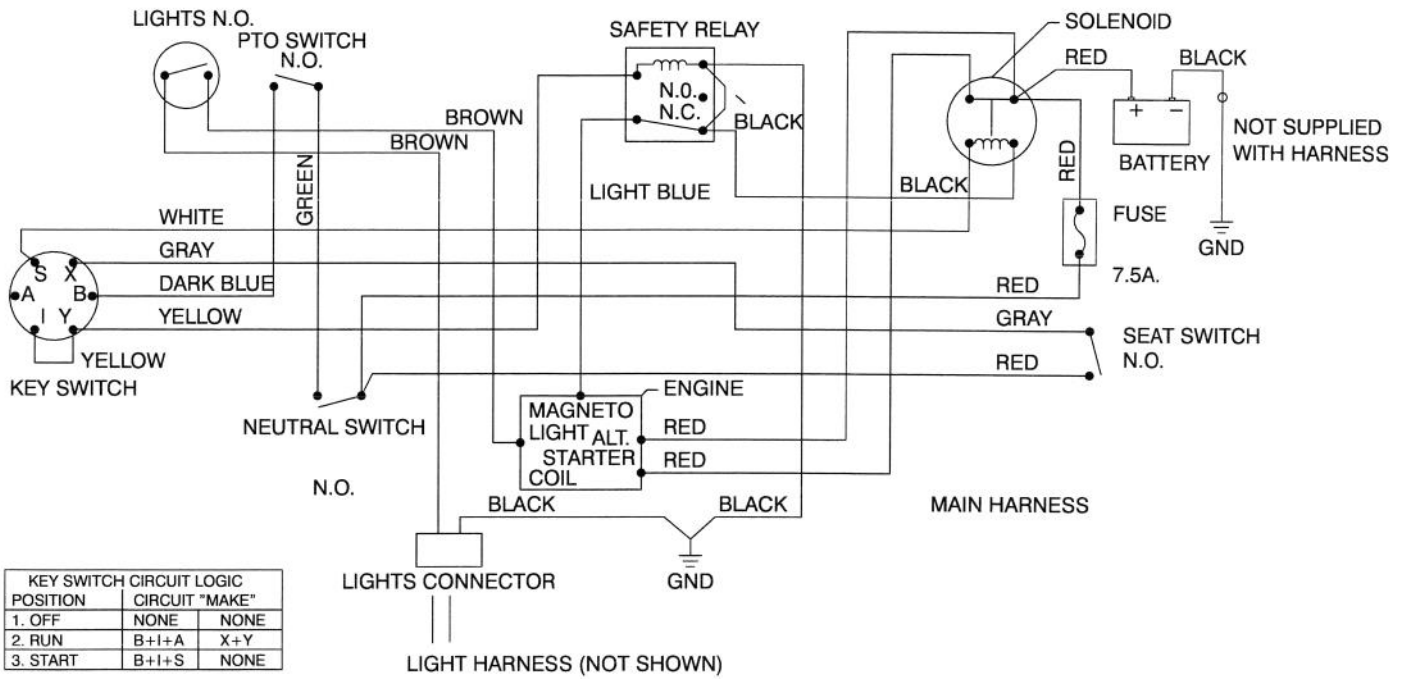 LIGHTS N.O.
PTO SWITCH
N.O.
SAFETY RELAY
N.0.
N.C.
BLACK
SOLENOID
RED
BLACK
+
−
BATTERY
NOT SUPPLIED
WITH HARNESS
GND
BROWN
BROWN
GREEN
LIGHT BLUE
BLACK
RED
FUSE
7.5A.
WHITE
GRAY
DARK BLUE
YELLOW
S X
A B
I Y
YELLOW
KEY SWITCH
RED
GRAY
RED
SEAT SWITCH
N.O.
NEUTRAL SWITCH
N.O.
ENGINE
MAGNETO
LIGHT ALT.
STARTER
COIL
RED
RED
BLACK
BLACK
MAIN HARNESS
LIGHTS CONNECTOR
GND
LIGHT HARNESS (NOT SHOWN)
KEY SWITCH CIRCUIT LOGIC
POSITION CIRCUIT "MAKE"
1. OFF NONE NONE
2. RUN B+I+A X+Y
3. START B+I+S NONE